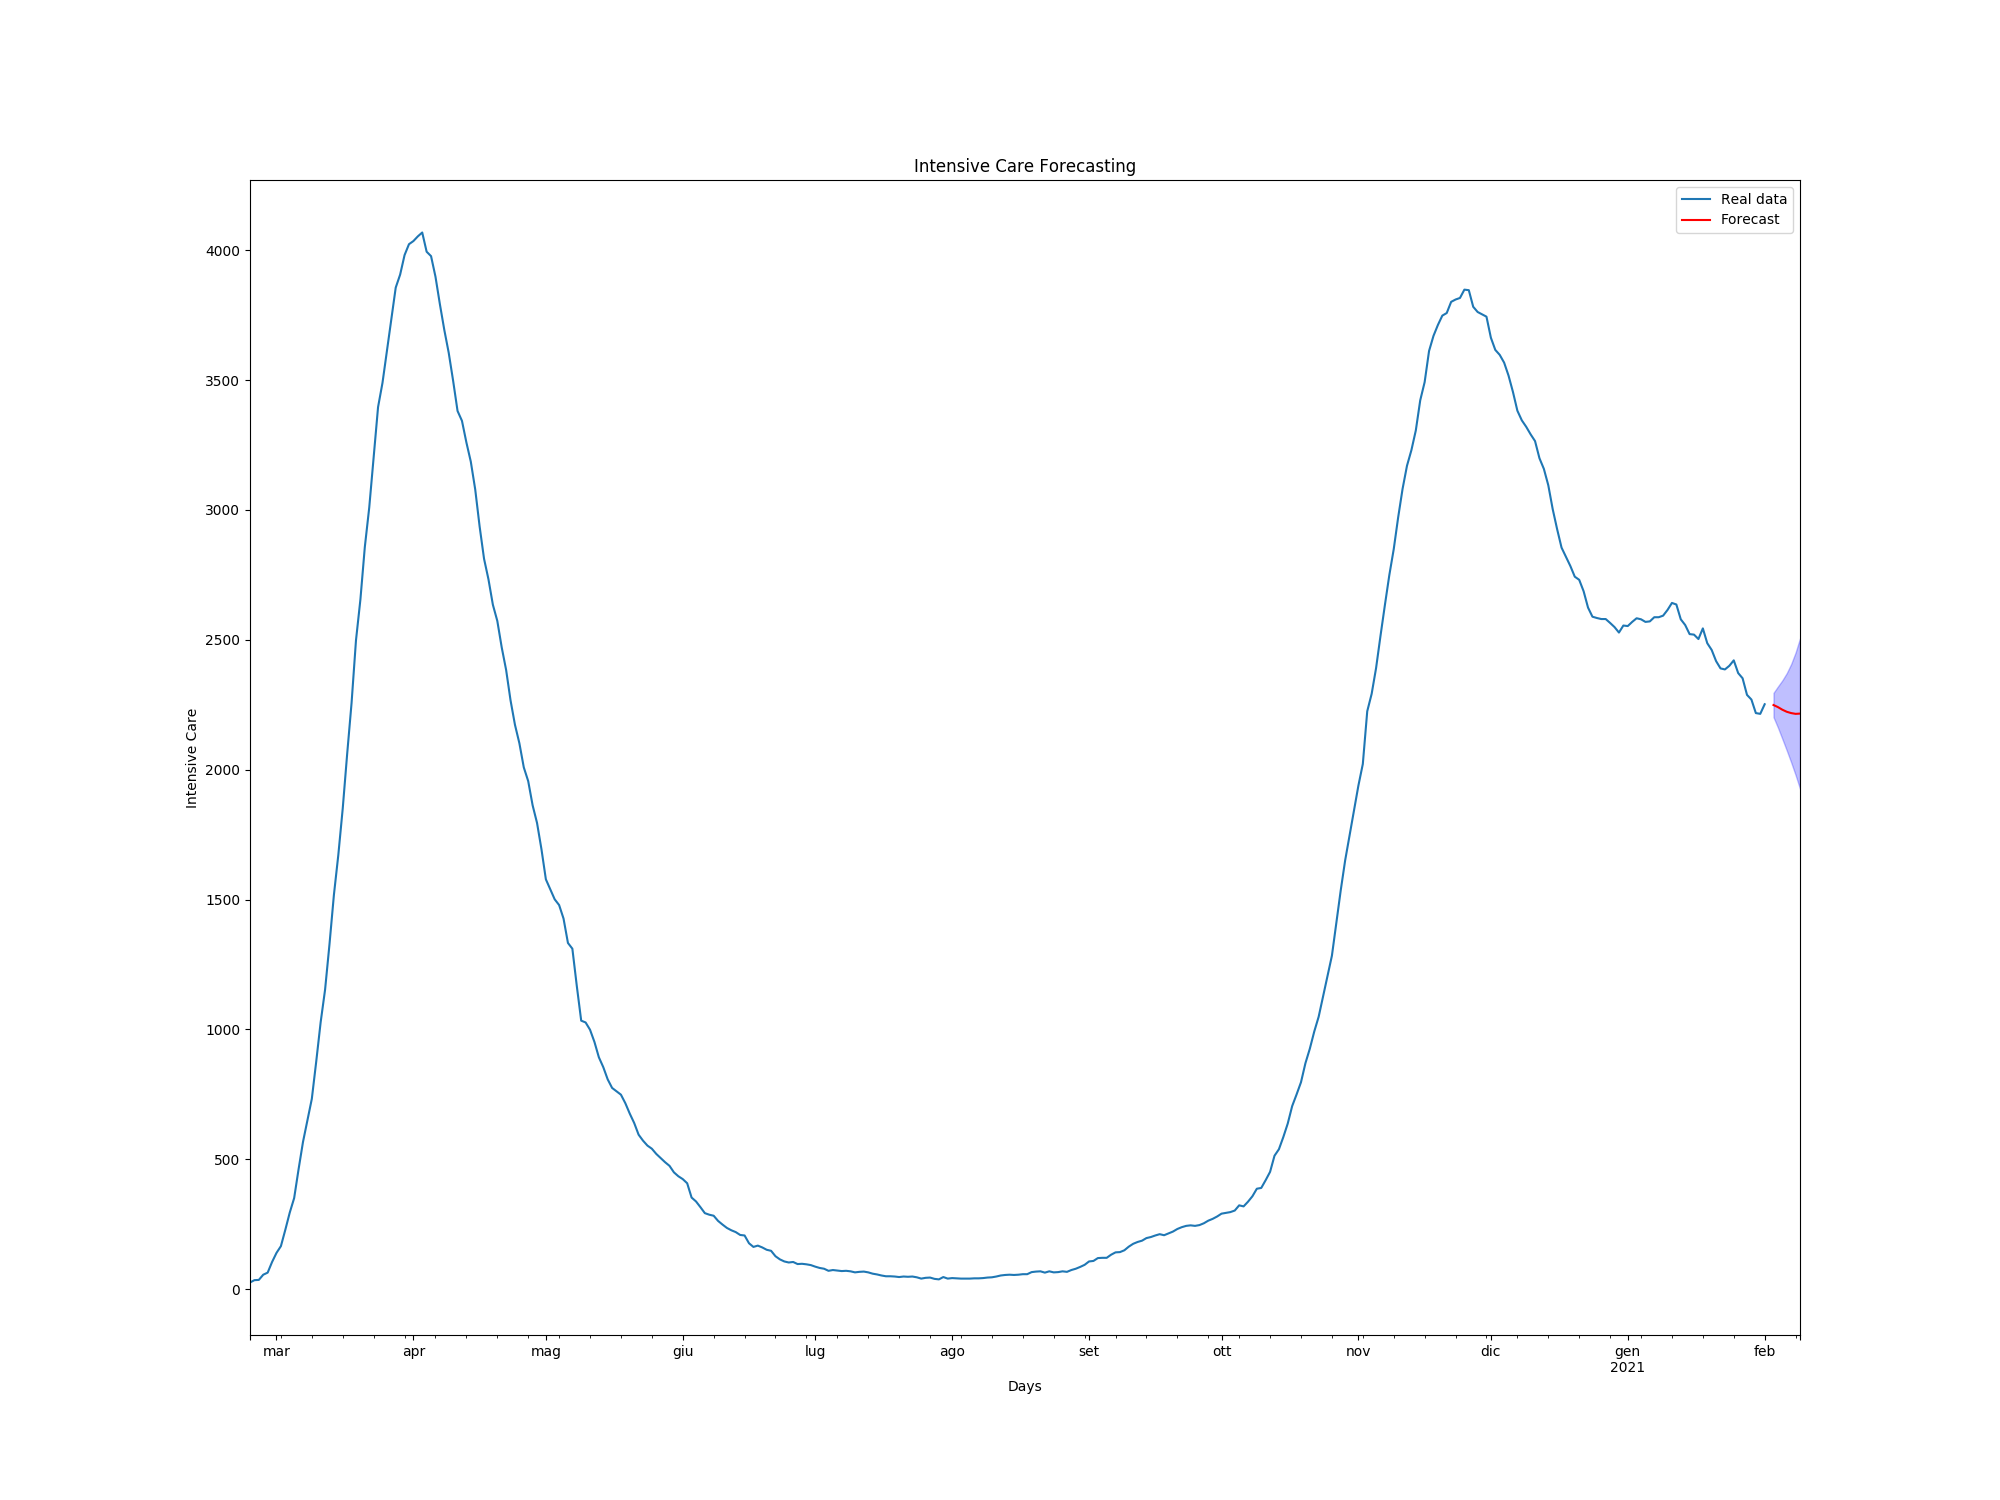 Intensive Care Forecasting
Real data
Forecast
4000
3500
3000
2500
2000
1500
1000
500
0
Intensive Care
mar apr mag giu lug ago set ott nov dic gen feb
2021
Days